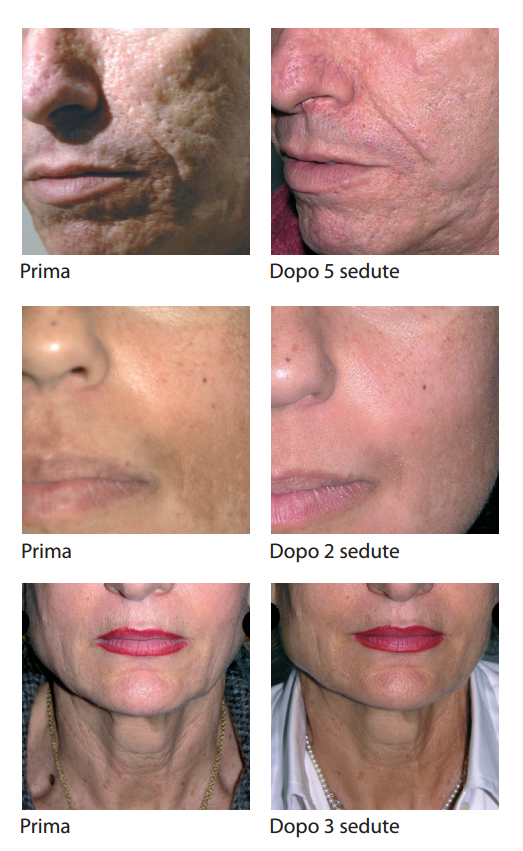 Prima
Dopo 5 sedute
Prima
Dopo 2 sedute
Prima
Dopo 3 sedute